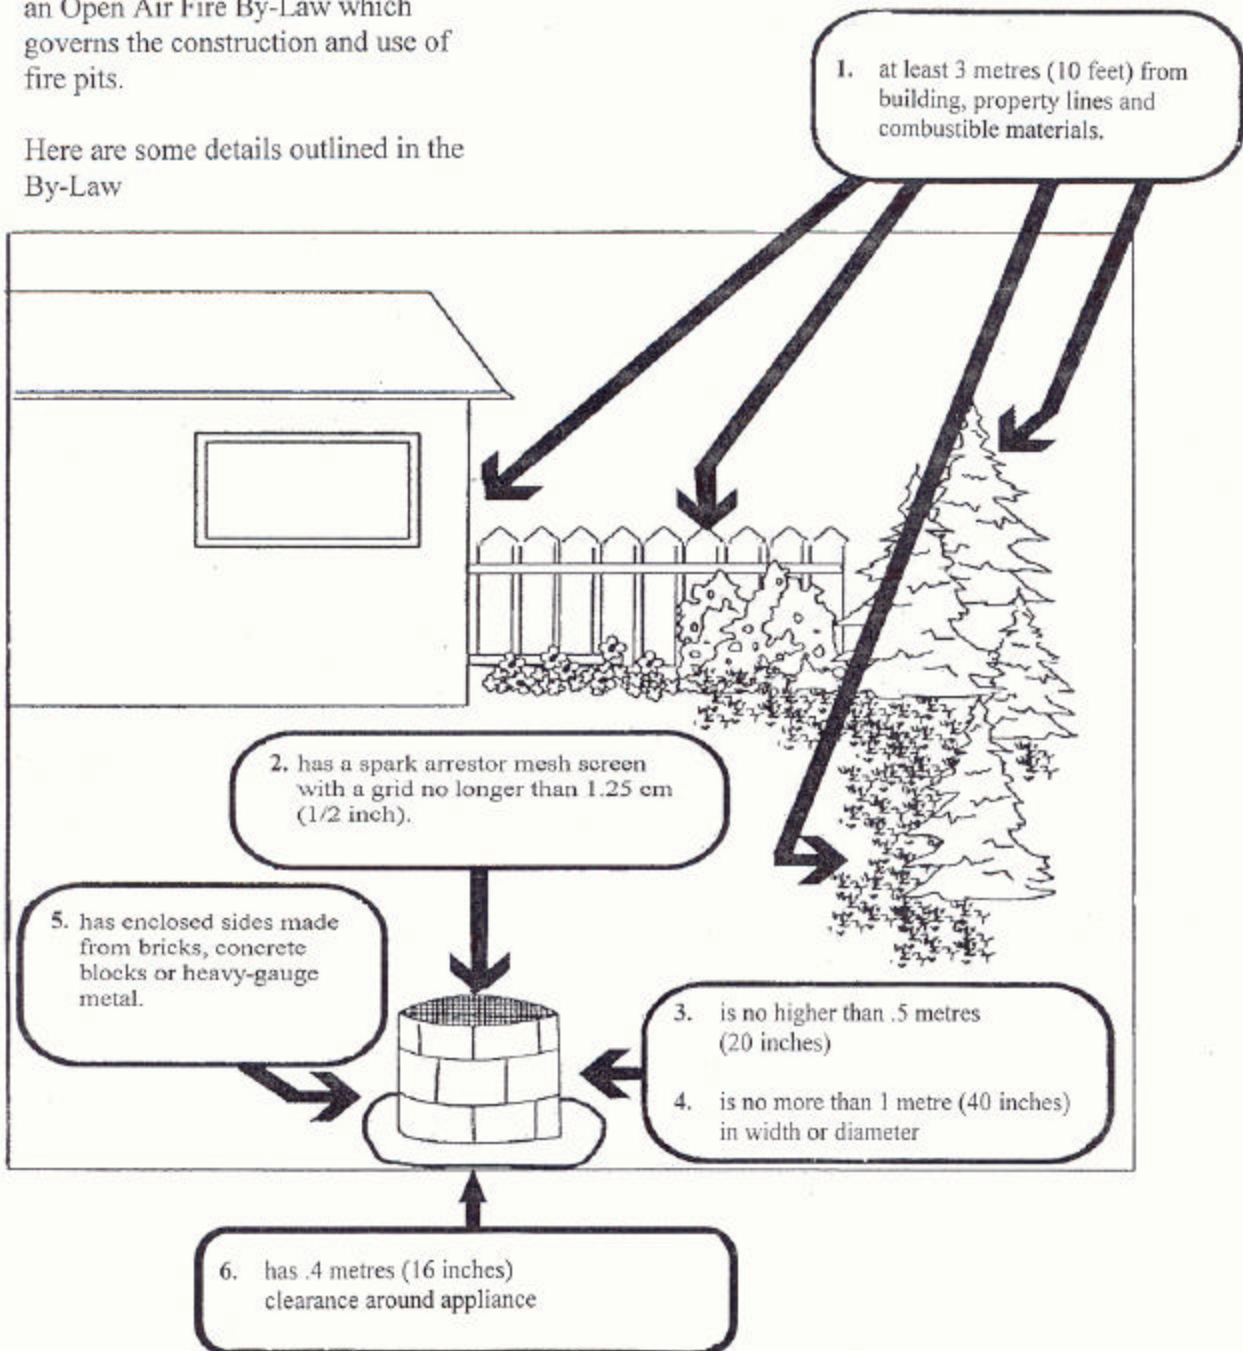 an Open Air Fire By-Law which
governs the construction and use of
fire pits.
Here are some details outlined in the
By-Law
1. at least 3 metres (10 feet) from
building, property lines and
combustible materials.
2. has a spark arrestor mesh screen
with a grid no longer than 1.25 cm
(1/2 inch).
5. has enclosed sides made
from bricks, concrete
blocks or heavy-gauge
metal.
3. is no higher than .5 metres
(20 inches)
4. is no more than 1 metre (40 inches)
in width or diameter
6. has .4 metres (16 inches)
clearance around appliance